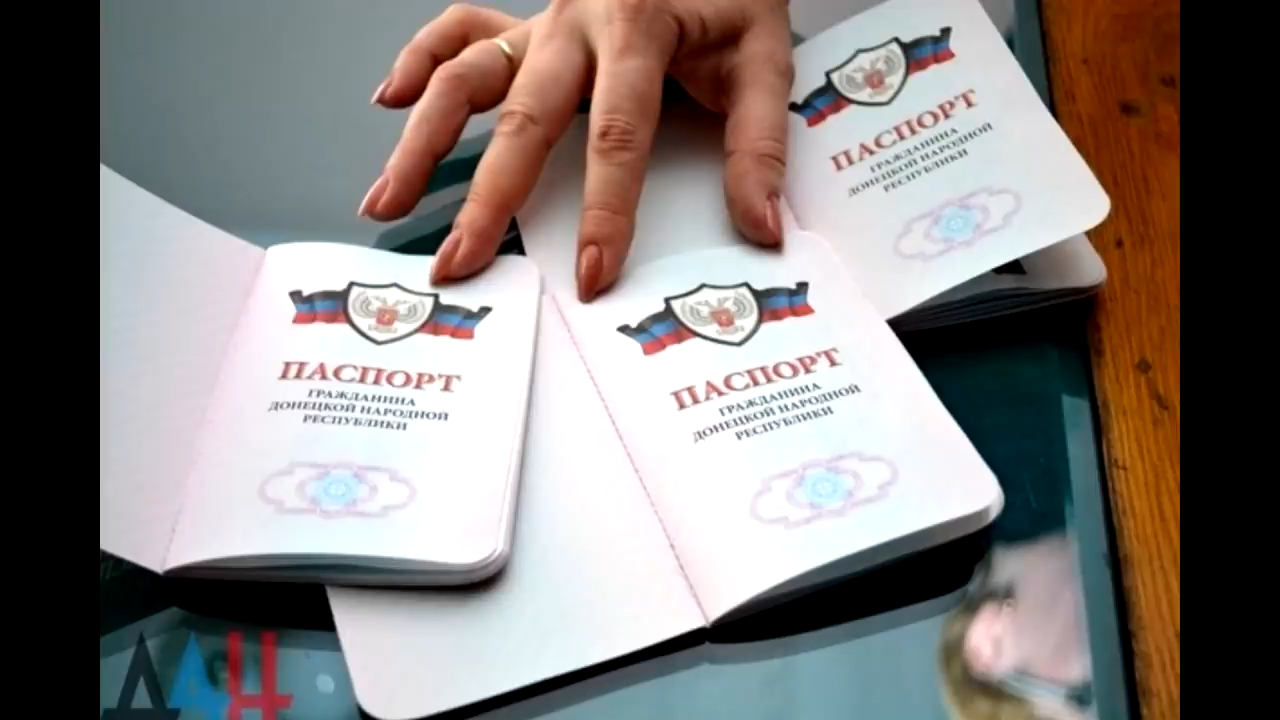 ПАСПОРТ
ГРАЖДАНИНА
ДОНЕЦКОЙ НАРОДНОЙ
РЕСПУБЛИКИ
ПАСПОРТ
ГРАЖДАНИНА
ДОНЕЦКОЙ НАРОДНОЙ
РЕСПУБЛИКИ
ПАСПОРТ
ГРАЖДАНИНА
ДОНЕЦКОЙ НАРОДНОЙ
РЕСПУБЛИКИ
ДАН